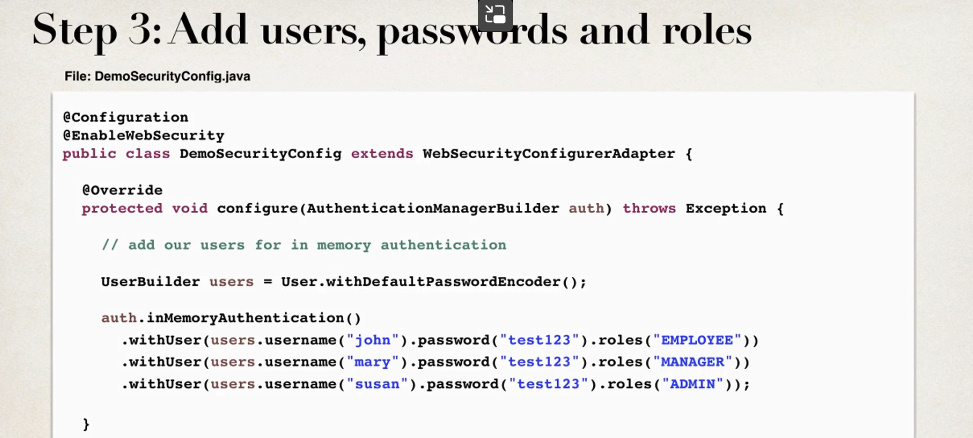 Step 3: Add users, passwords and roles
File: DemoSecurityConfig.java
@Configuration
@EnableWebSecurity
public class DemoSecurityConfig extends WebSecurityConfigurerAdapter {
@Override
protected void configure(AuthenticationManagerBuilder auth) throws Exception {
// add our users for in memory authentication
UserBuilder users = User.withDefaultPasswordEncoder();
auth.inMemoryAuthentication()
.withUser(users.username("john").password("test123").roles("EMPLOYEE"))
.withUser(users.username("mary").password("test123").roles("MANAGER"))
.withUser(users.username("susan").password("test123").roles("ADMIN"));
}